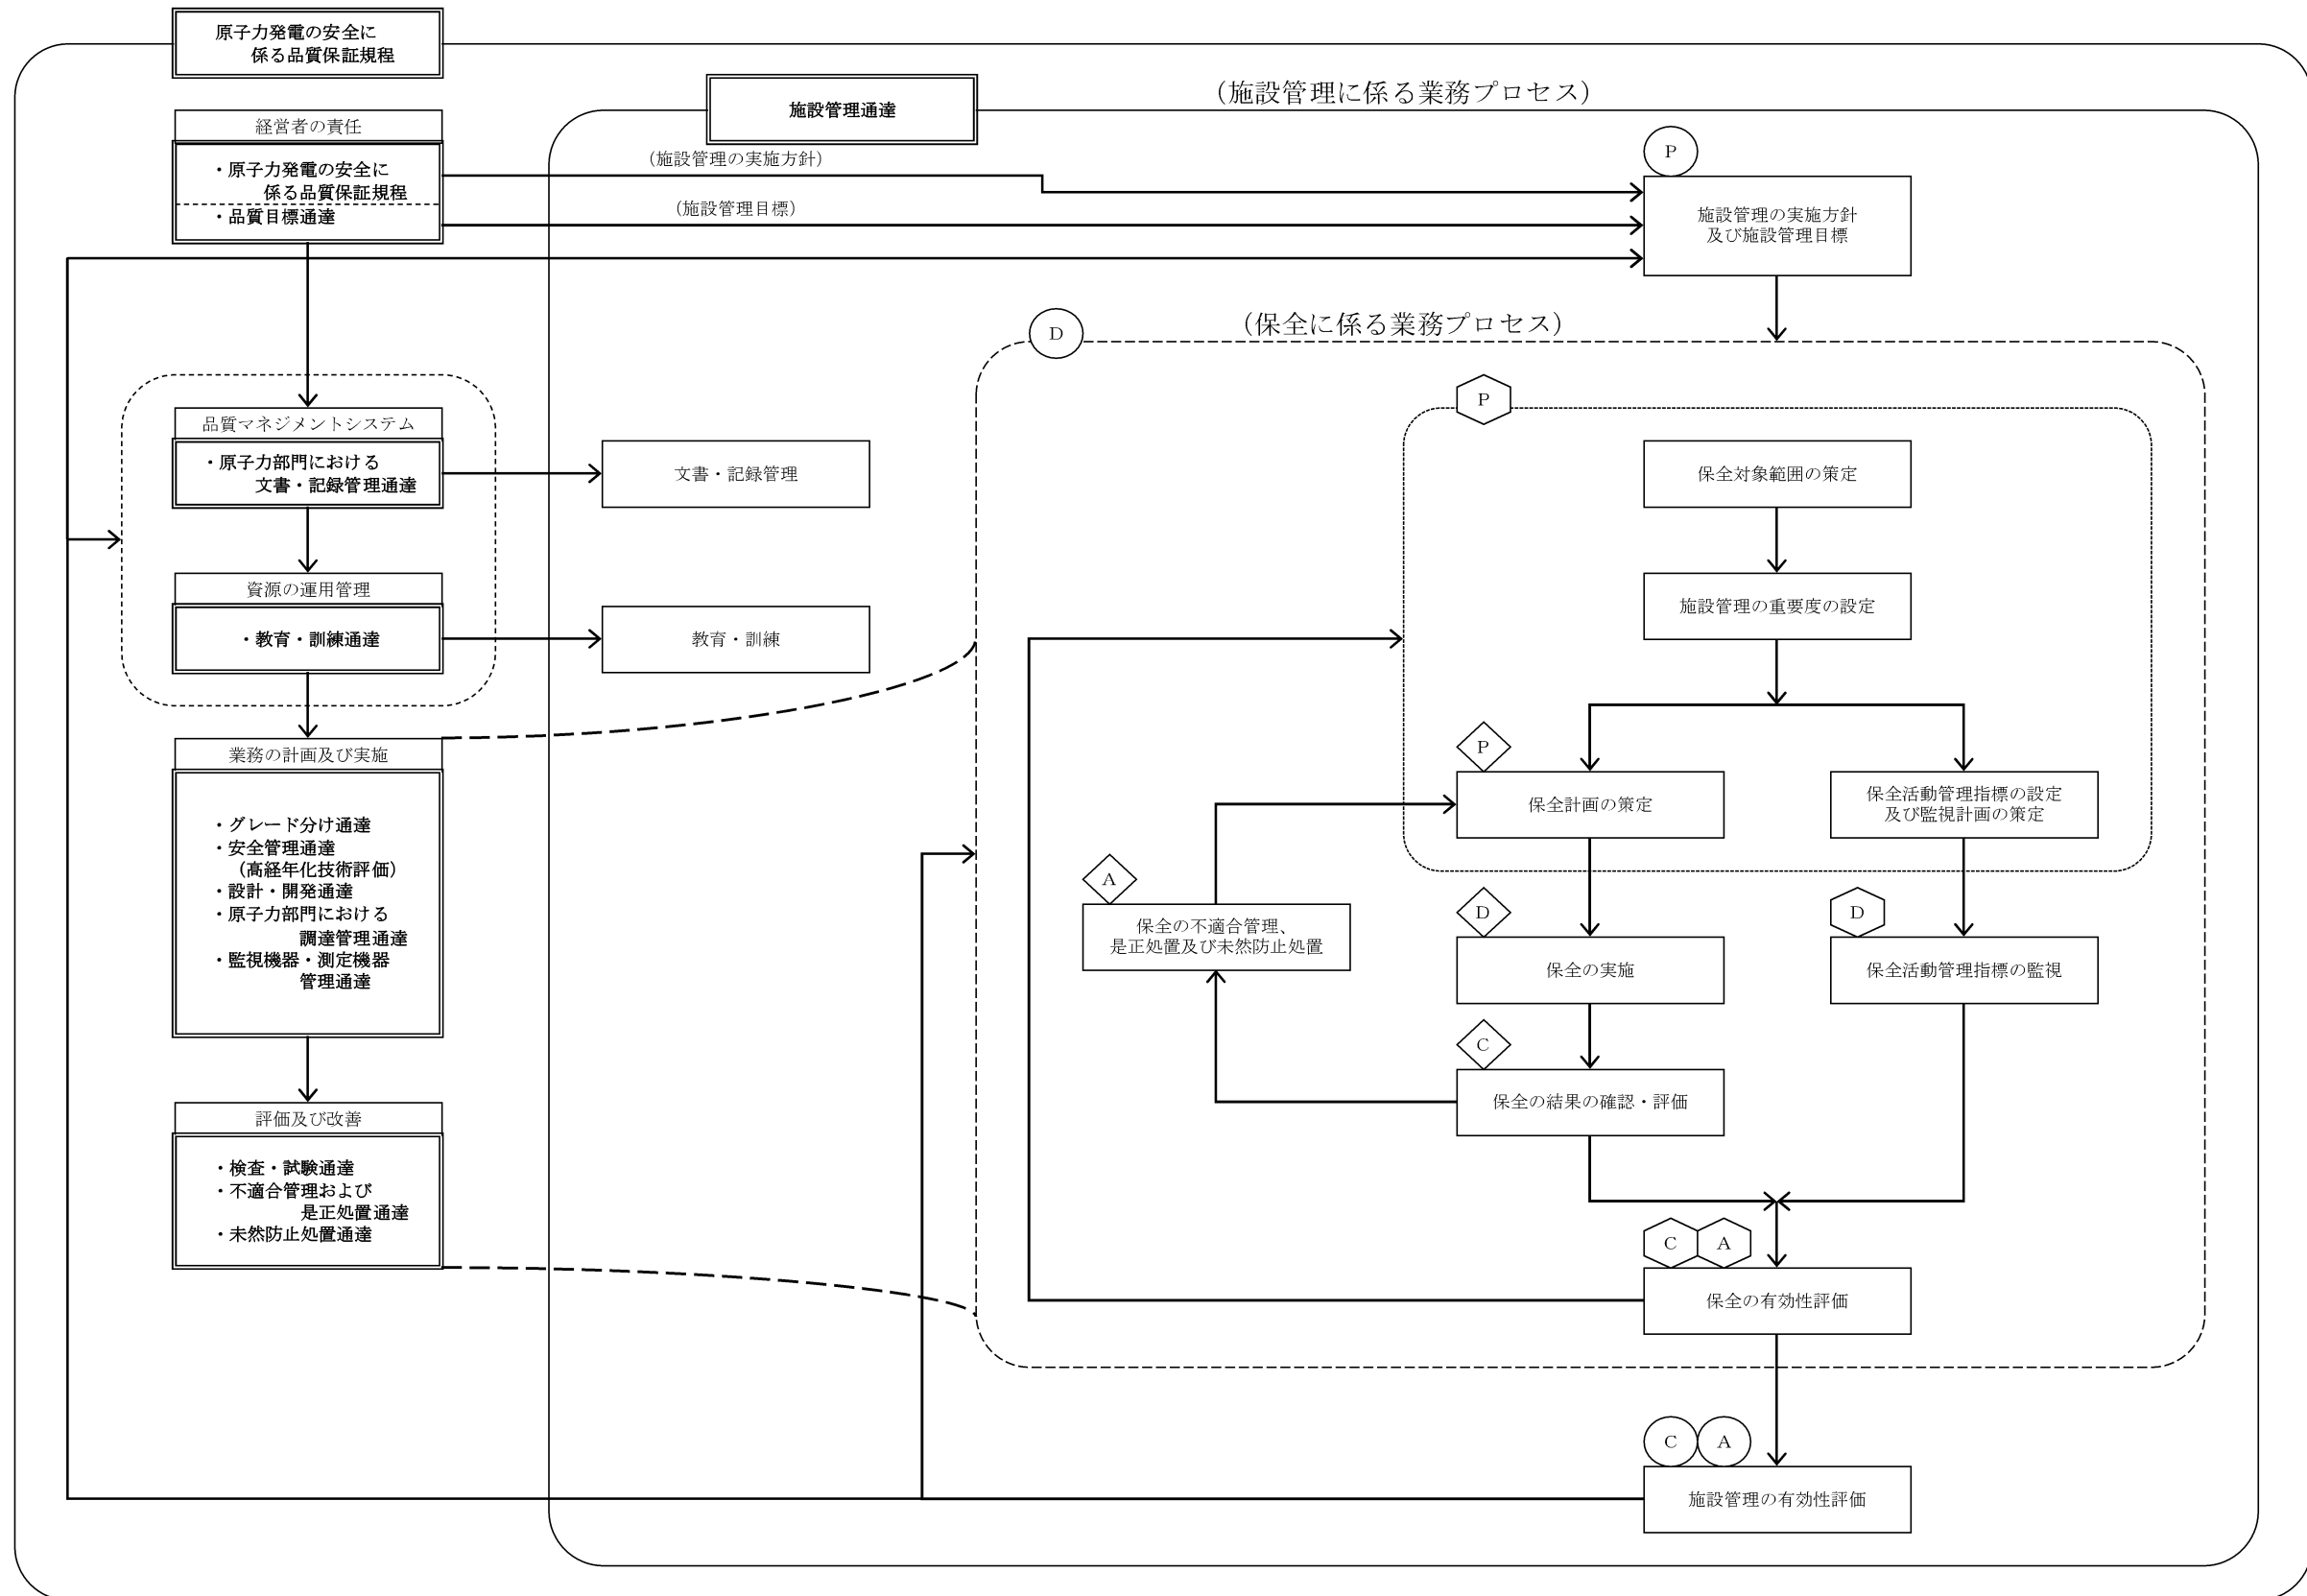 原子力発電の安全に
係る品質保証規程
施設管理通達
(施設管理に係る業務プロセス)
経営者の責任
・原子力発電の安全に
係る品質保証規程
・品質目標通達
(施設管理の実施方針)
(施設管理目標)
P
施設管理の実施方針
及び施設管理目標
D
(保全に係る業務プロセス)
品質マネジメントシステム
・原子力部門における
文書・記録管理通達
文書・記録管理
資源の運用管理
・教育・訓練通達
教育・訓練
業務の計画及び実施
・グレード分け通達
・安全管理通達
(高経年化技術評価)
・設計・開発通達
・原子力部門における
調達管理通達
・監視機器・測定機器
管理通達
評価及び改善
・検査・試験通達
・不適合管理および
是正処置通達
・未然防止処置通達
P
保全対象範囲の策定
施設管理の重要度の設定
P
保全計画の策定
保全活動管理指標の設定
及び監視計画の策定
A
保全の不適合管理、
是正処置及び未然防止処置
D
保全の実施
D
保全活動管理指標の監視
C
保全の結果の確認・評価
C
A
保全の有効性評価
C
A
施設管理の有効性評価